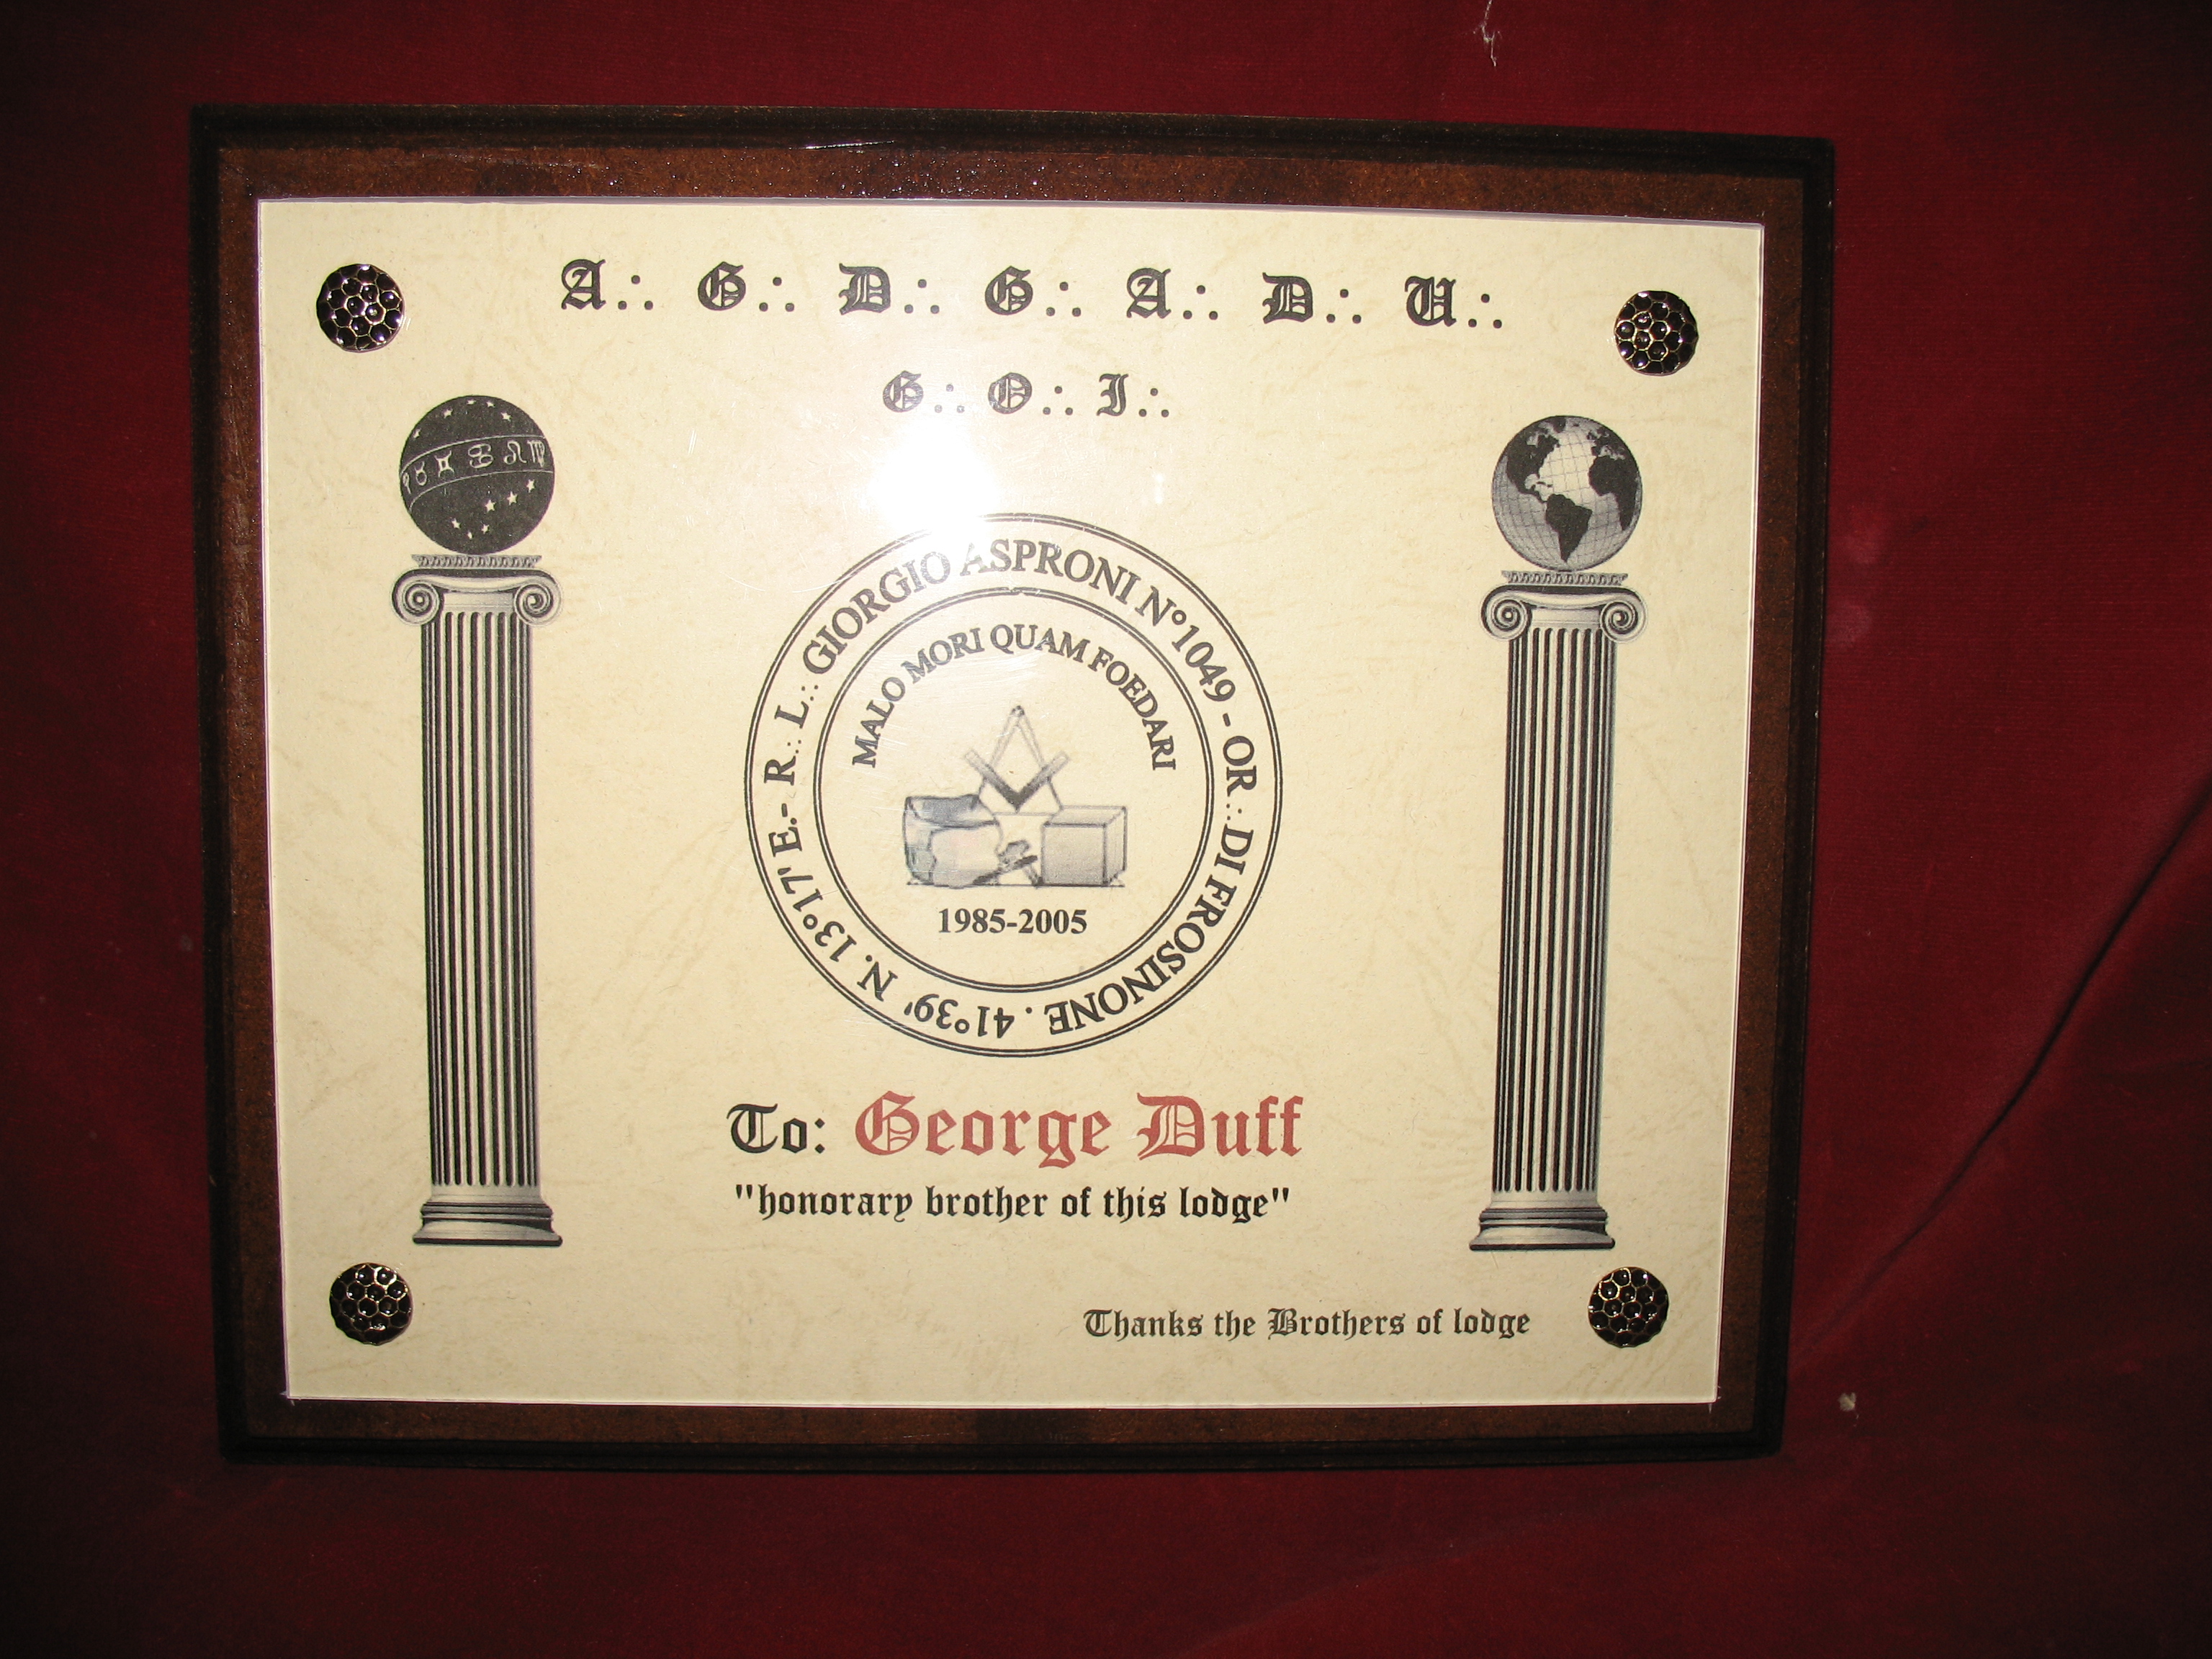 A∴ G∴ D∴ G∴ A∴ D∴ U∴
G∴ O∴ I∴
R∴ L∴ GIORGIO ASPRONI N°1049 - OR∴ DI FROSINONE . 41°39' N. 13°17' E.-
MALO MORI QUAM FOEDARI
1985-2005
To: George Duff
"honorary brother of this lodge"
Thanks the Brothers of lodge